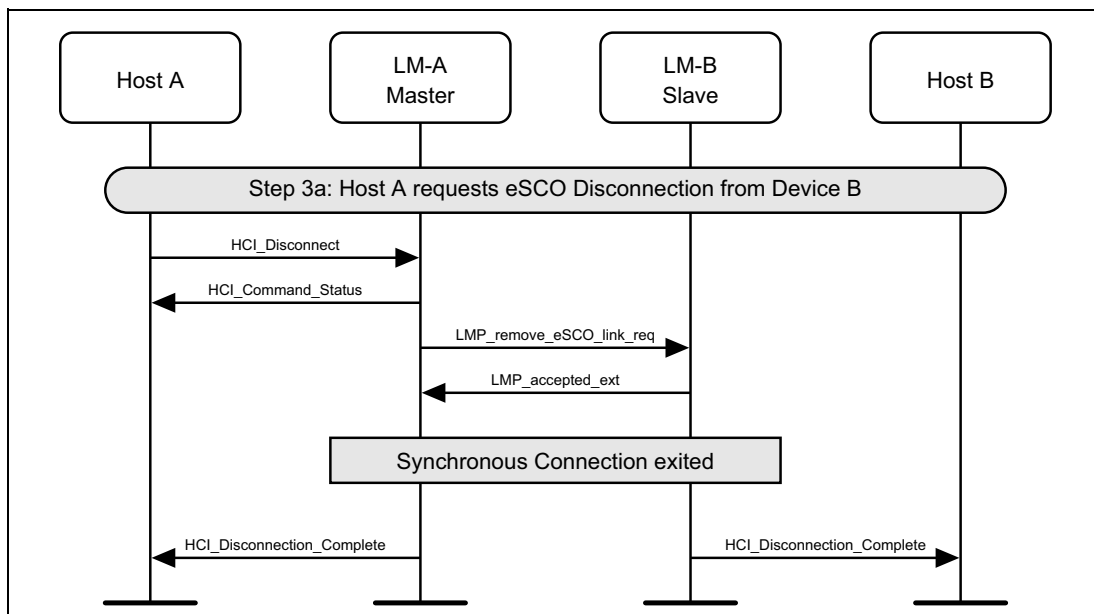 Host A
LM-A
Master
LM-B
Slave
Host B
Step 3a: Host A requests eSCO Disconnection from Device B
HCI_Disconnect
HCI_Command_Status
LMP_remove_eSCO_link_req
LMP_accepted_ext
Synchronous Connection exited
HCI_Disconnection_Complete
HCI_Disconnection_Complete